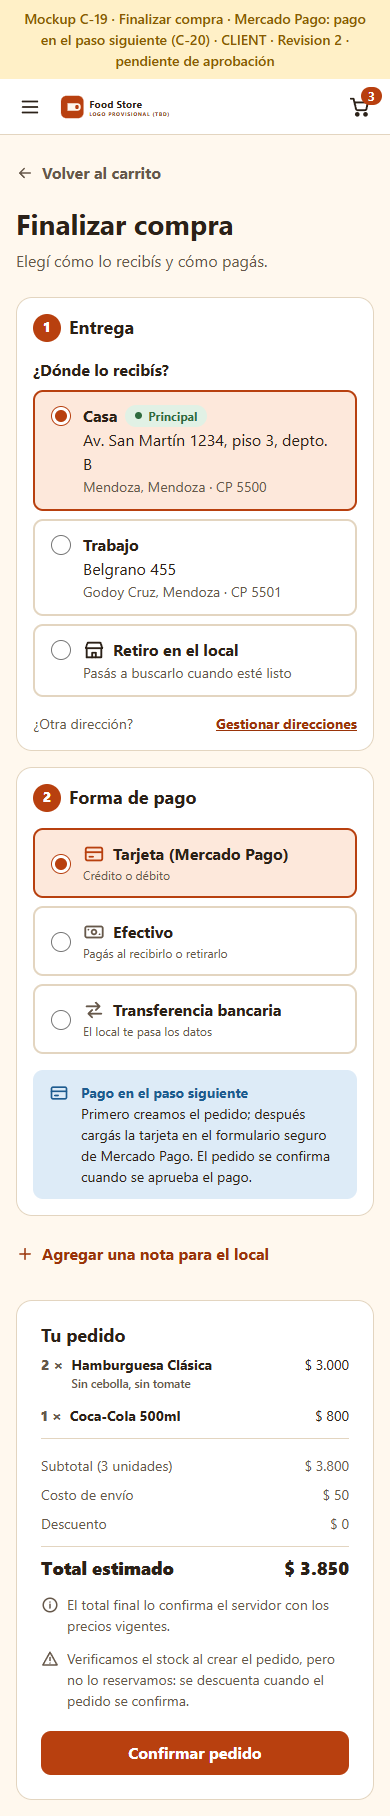 Mockup C-19 · Finalizar compra · Mercado Pago: pago
en el paso siguiente (C-20) · CLIENT · Revision 2 ·
pendiente de aprobación
Food Store
LOGO PROVISIONAL (TBD)
3
← Volver al carrito
Finalizar compra
Elegí cómo lo recibís y cómo pagás.
1 Entrega
¿Dónde lo recibís?
Casa • Principal
Av. San Martín 1234, piso 3, depto.
B
Mendoza, Mendoza · CP 5500
Trabajo
Belgrano 455
Godoy Cruz, Mendoza · CP 5501
Retiro en el local
Pasás a buscarlo cuando esté listo
¿Otra dirección? Gestionar direcciones
2 Forma de pago
Tarjeta (Mercado Pago)
Crédito o débito
Efectivo
Pagás al recibirlo o retirarlo
Transferencia bancaria
El local te pasa los datos
Pago en el paso siguiente
Primero creamos el pedido; después
cargás la tarjeta en el formulario seguro
de Mercado Pago. El pedido se confirma
cuando se aprueba el pago.
+ Agregar una nota para el local
Tu pedido
2 × Hamburguesa Clásica $ 3.000
Sin cebolla, sin tomate
1 × Coca-Cola 500ml $ 800
Subtotal (3 unidades) $ 3.800
Costo de envío $ 50
Descuento $ 0
Total estimado $ 3.850
El total final lo confirma el servidor con los
precios vigentes.
Verificamos el stock al crear el pedido, pero
no lo reservamos: se descuenta cuando el
pedido se confirma.
Confirmar pedido